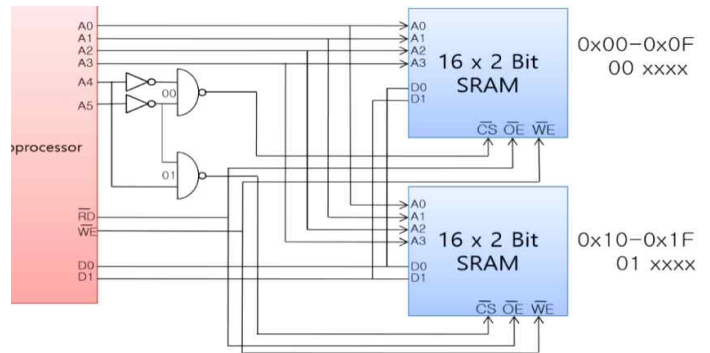 A0
A1
A2
A3
A4
A5
00
01
oprocessor
RD
WE
D0
D1
A0
A1
A2
A3
D0
D1
16 x 2 Bit
SRAM
CS OE WE
0x00-0x0F
00 xxxx
A0
A1
A2
A3
D0
D1
16 x 2 Bit
SRAM
CS OE WE
0x10-0x1F
01 xxxx